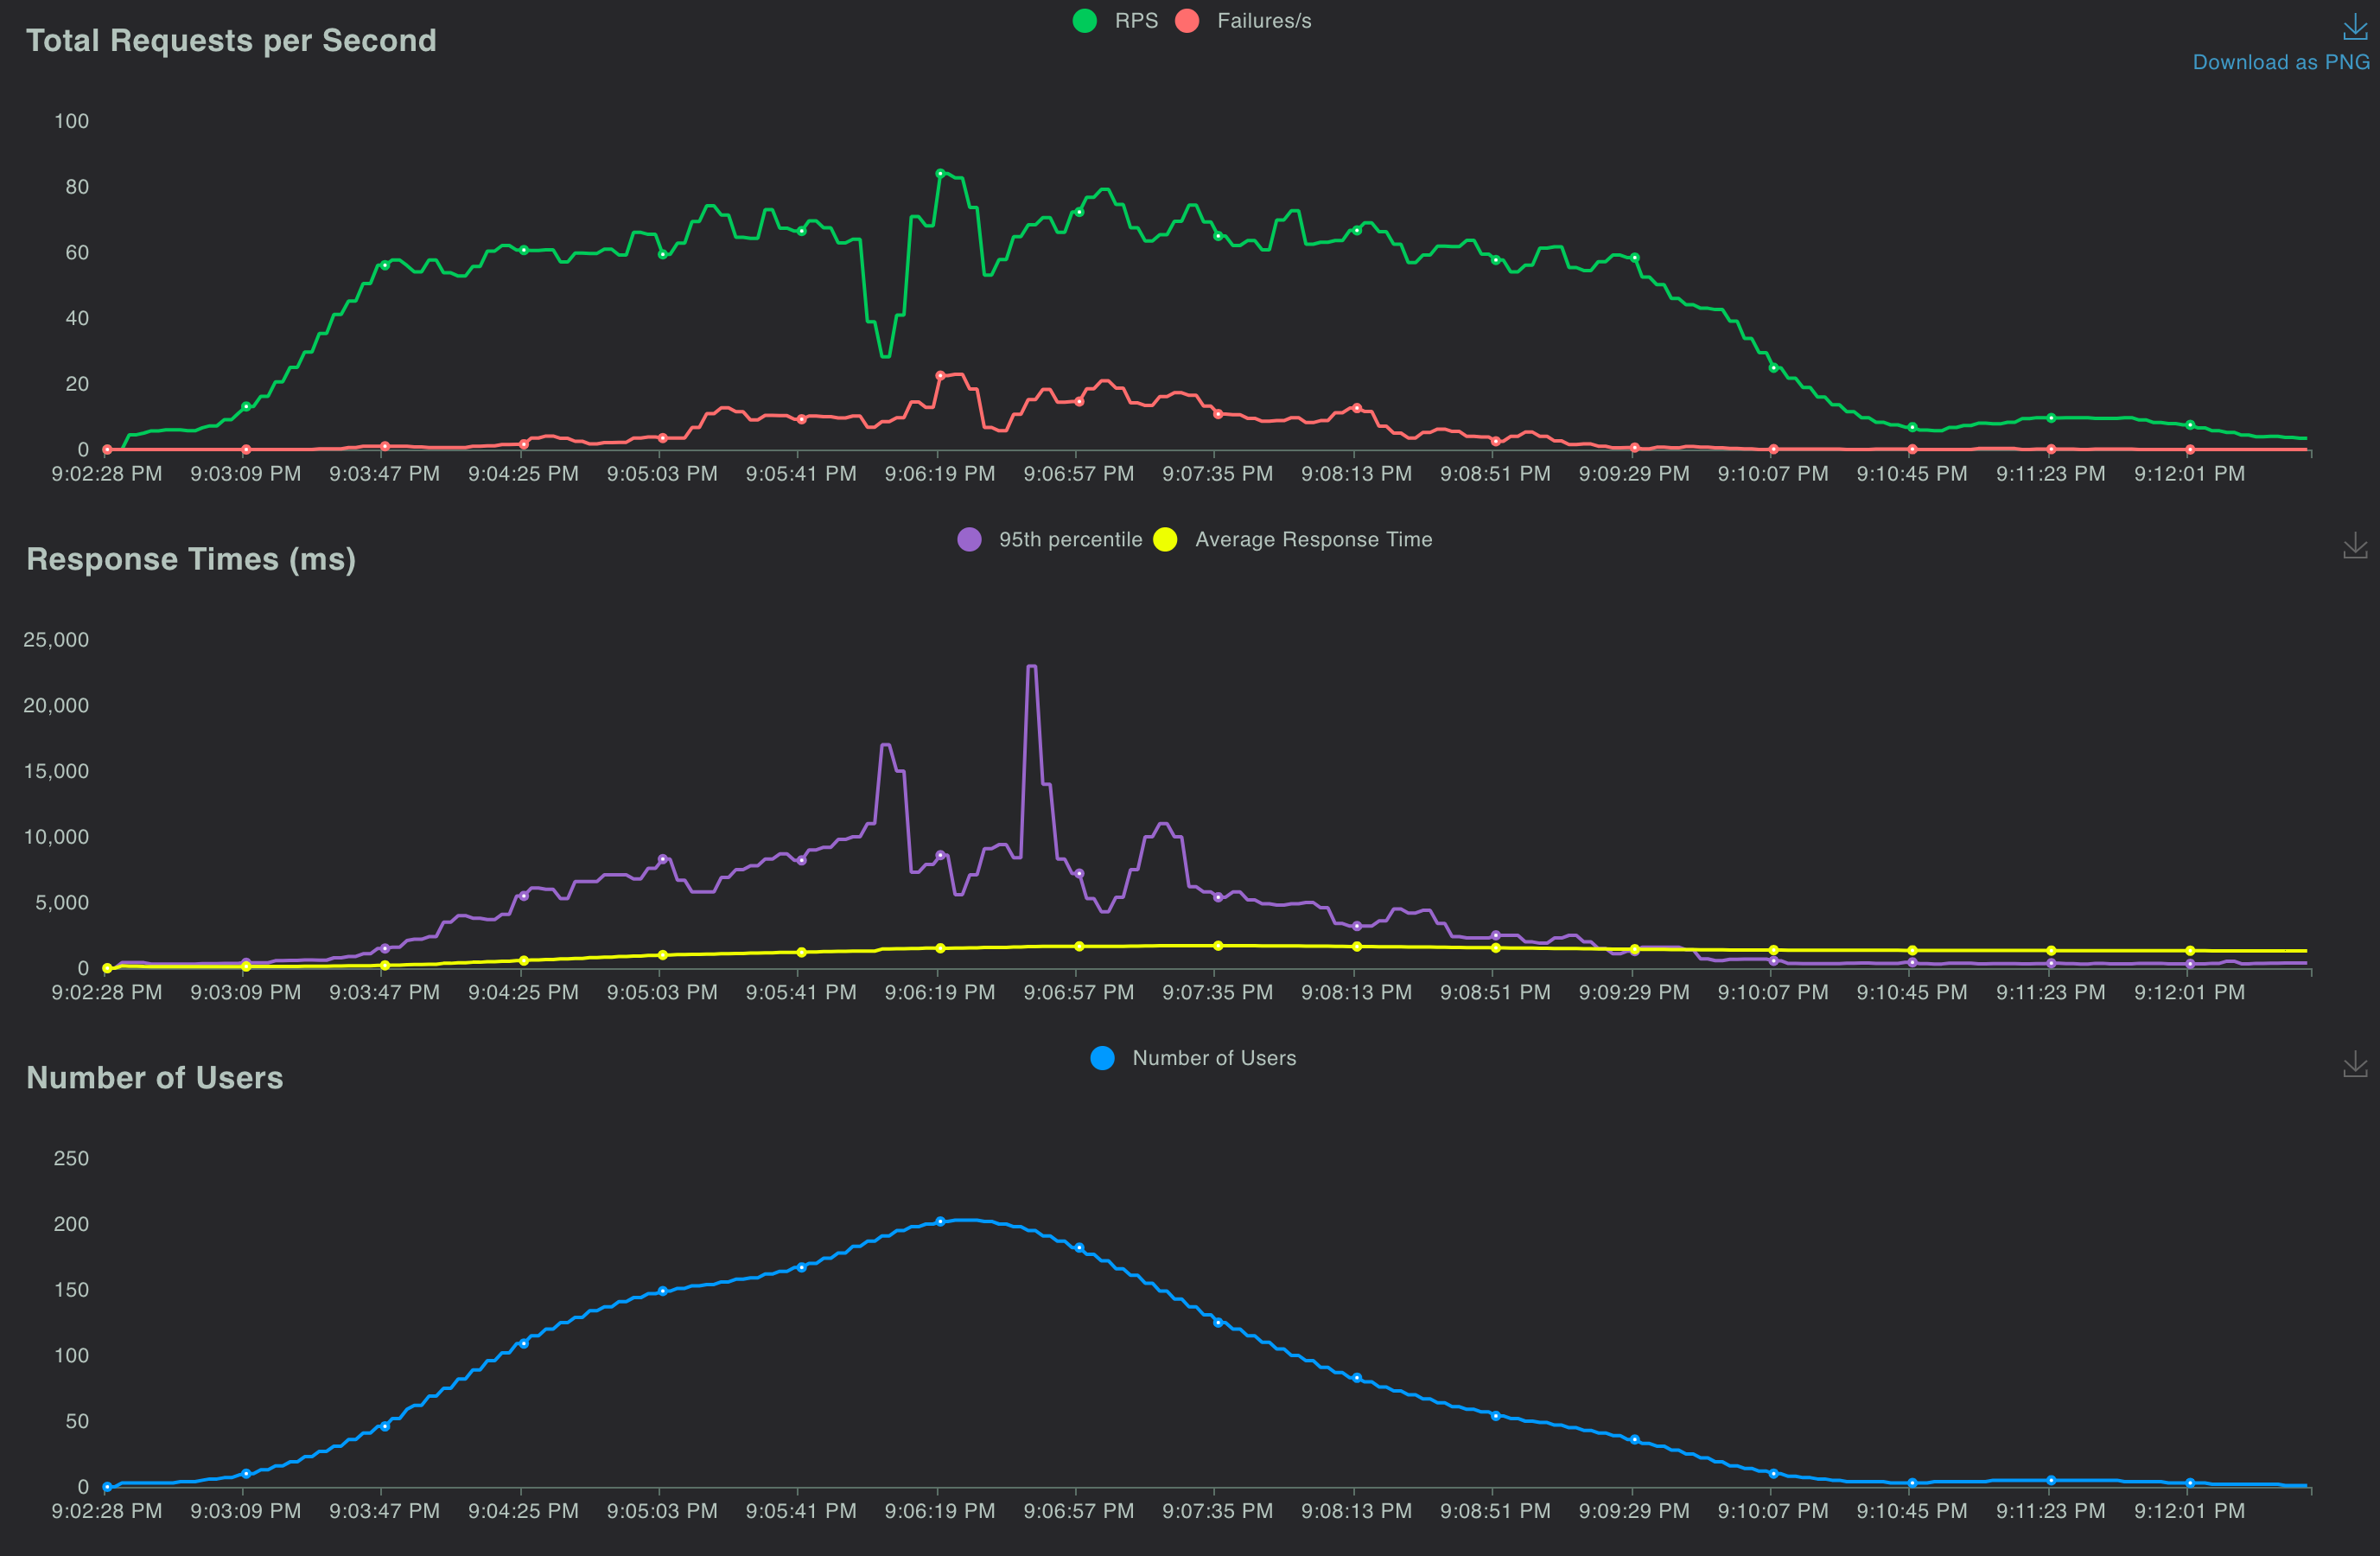 Total Requests per Second
RPS Failures/s
Download as PNG
100
80
60
40
20
0
9:02:28 PM 9:03:09 PM 9:03:47 PM 9:04:25 PM 9:05:03 PM 9:05:41 PM 9:06:19 PM 9:06:57 PM 9:07:35 PM 9:08:13 PM 9:08:51 PM 9:09:29 PM 9:10:07 PM 9:10:45 PM 9:11:23 PM 9:12:01 PM
Response Times (ms)
95th percentile Average Response Time
25,000
20,000
15,000
10,000
5,000
0
9:02:28 PM 9:03:09 PM 9:03:47 PM 9:04:25 PM 9:05:03 PM 9:05:41 PM 9:06:19 PM 9:06:57 PM 9:07:35 PM 9:08:13 PM 9:08:51 PM 9:09:29 PM 9:10:07 PM 9:10:45 PM 9:11:23 PM 9:12:01 PM
Number of Users
Number of Users
250
200
150
100
50
0
9:02:28 PM 9:03:09 PM 9:03:47 PM 9:04:25 PM 9:05:03 PM 9:05:41 PM 9:06:19 PM 9:06:57 PM 9:07:35 PM 9:08:13 PM 9:08:51 PM 9:09:29 PM 9:10:07 PM 9:10:45 PM 9:11:23 PM 9:12:01 PM